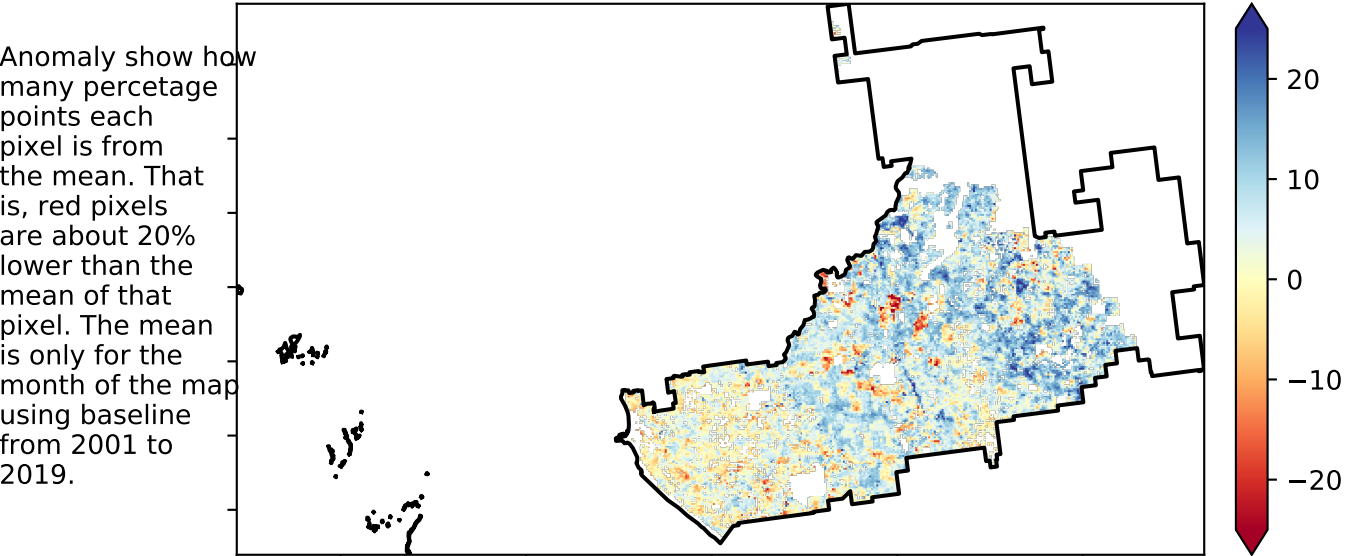 Anomaly show how
many percetage
points each
pixel is from
the mean. That
is, red pixels
are about 20%
lower than the
mean of that
pixel. The mean
is only for the
month of the map
using baseline
from 2001 to
2019.
20
10
0
−10
−20